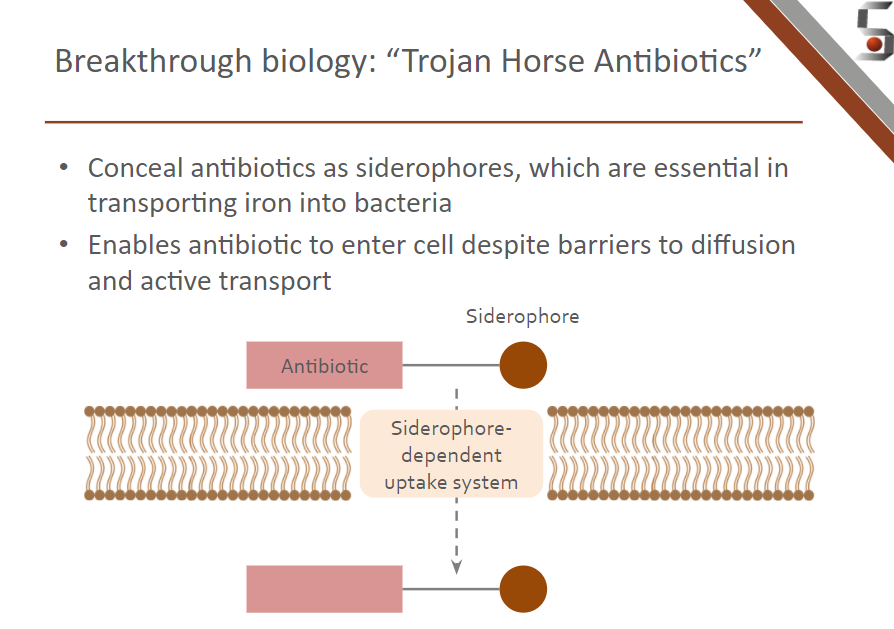 Breakthrough biology: “Trojan Horse Antibiotics”
• Conceal antibiotics as siderophores, which are essential in
transporting iron into bacteria
• Enables antibiotic to enter cell despite barriers to diffusion
and active transport
Siderophore
Antibiotic
Siderophore-
dependent
uptake system